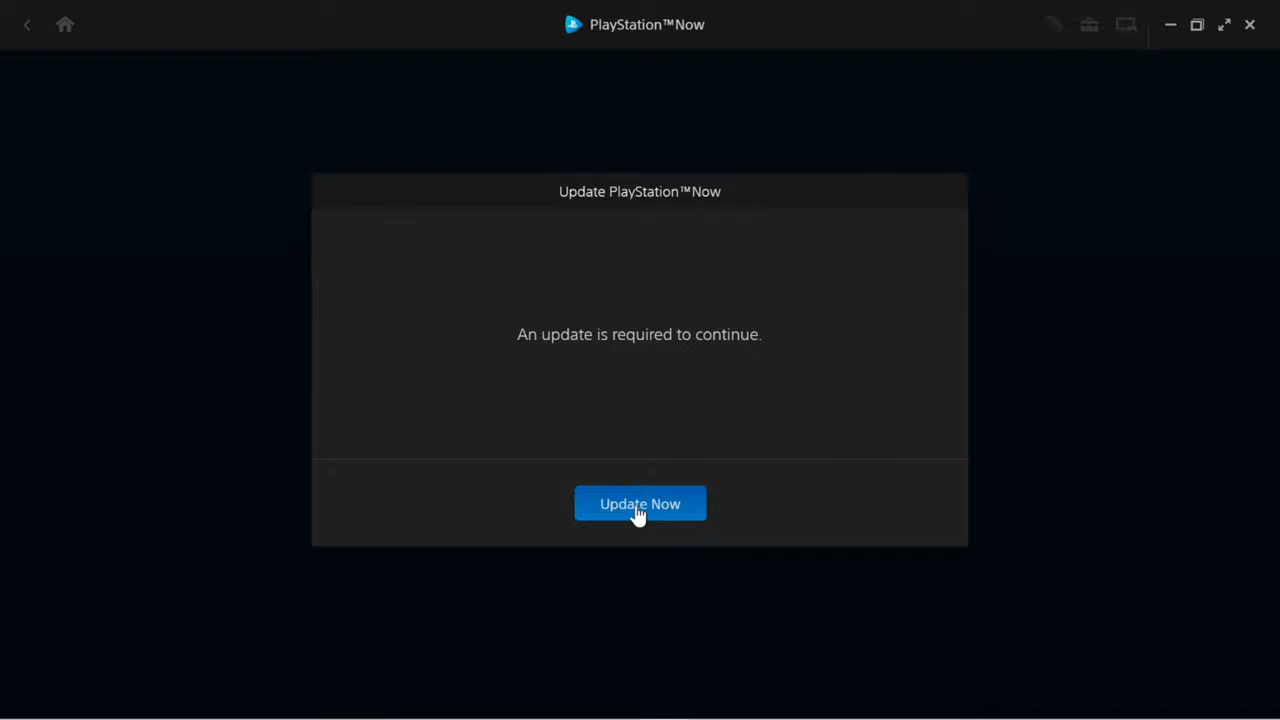 PlayStation™Now
Update PlayStation™Now
An update is required to continue.
Update Now